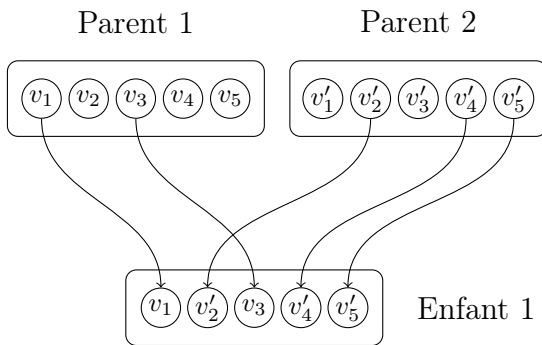 Parent 1 Parent 2
v₁ v₂ v₃ v₄ v₅ v′₁ v′₂ v′₃ v′₄ v′₅
v₁ v′₂ v₃ v′₄ v′₅ Enfant 1